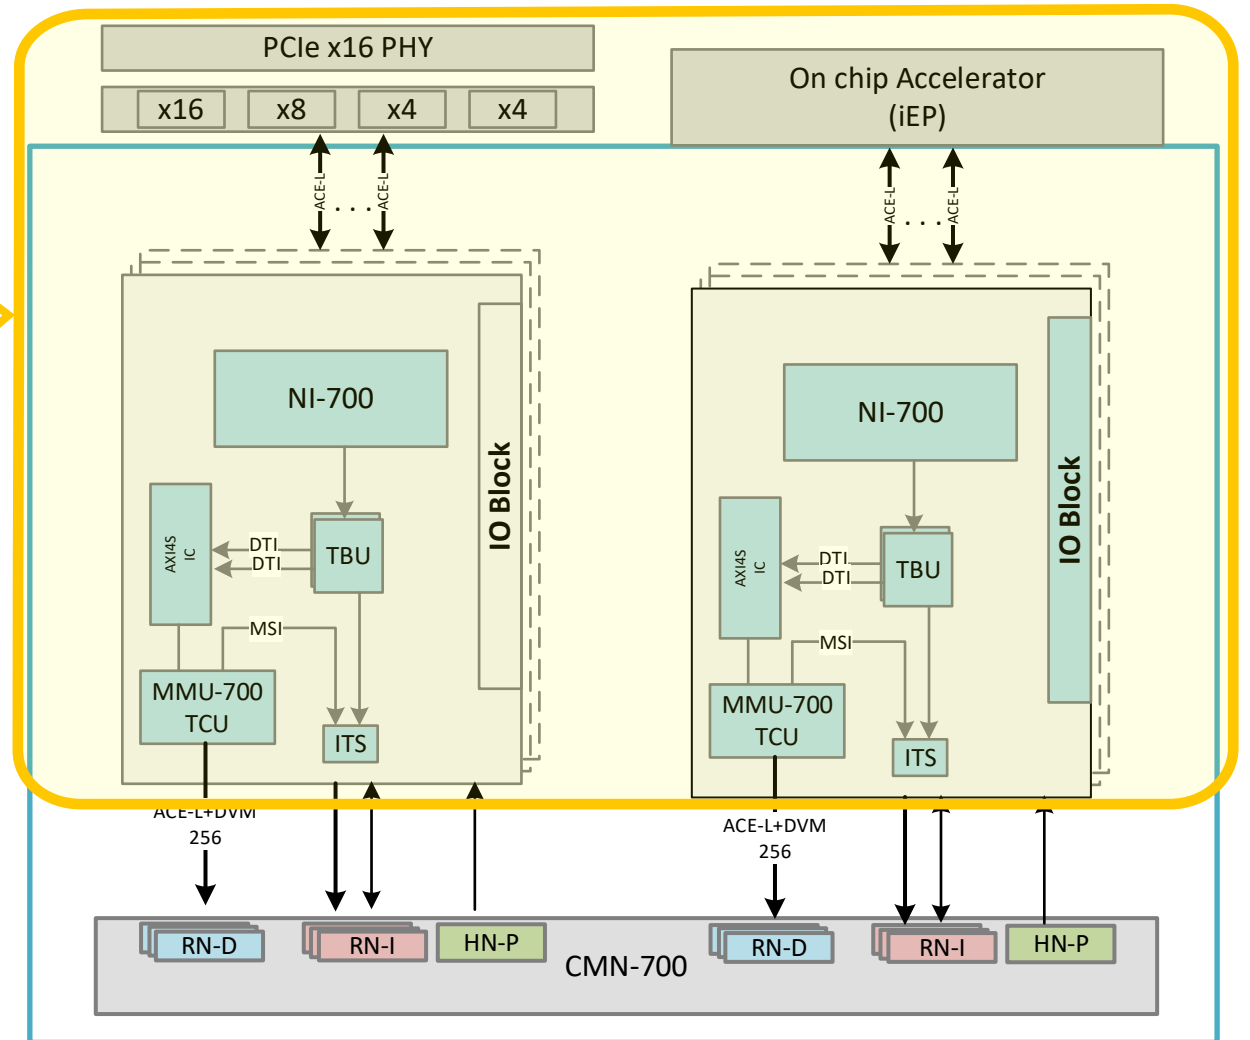 PCIe x16 PHY
x16 x8 x4 x4
On chip Accelerator
(iEP)
ACE-L . . . ACE-L
ACE-L . . . ACE-L
NI-700
IO Block
AXI4S
IC
DTI
DTI
TBU
MSI
MMU-700
TCU
ITS
NI-700
IO Block
AXI4S
IC
DTI
DTI
TBU
MSI
MMU-700
TCU
ITS
ACE-L+DVM
256
ACE-L+DVM
256
RN-D RN-I HN-P
RN-D RN-I HN-P
CMN-700